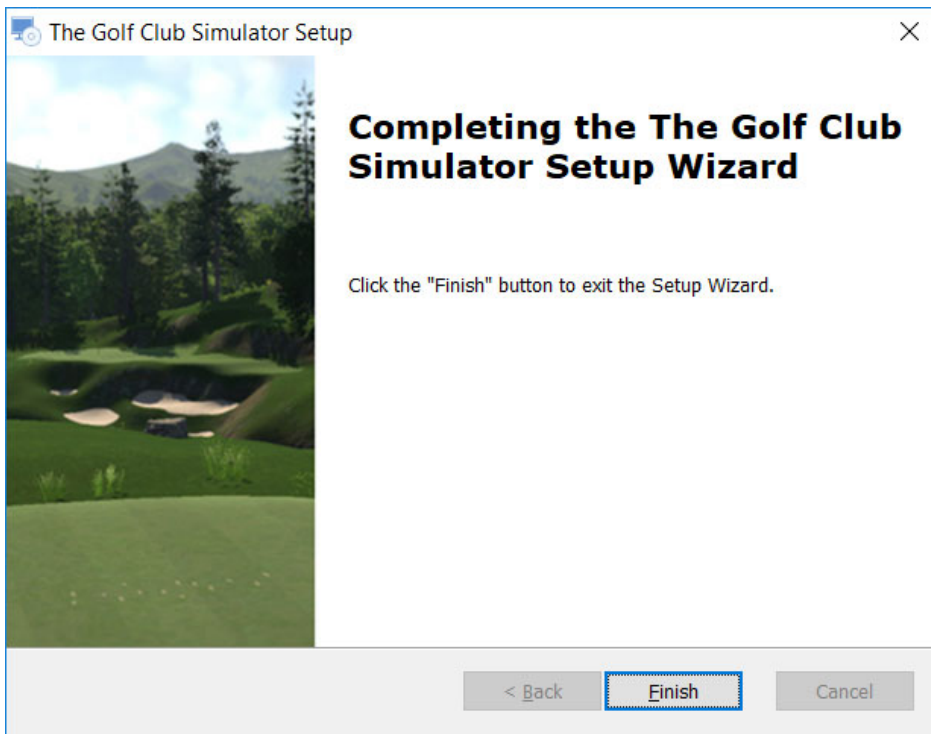 The Golf Club Simulator Setup
Completing the The Golf Club
Simulator Setup Wizard
Click the "Finish" button to exit the Setup Wizard.
< Back
Finish
Cancel